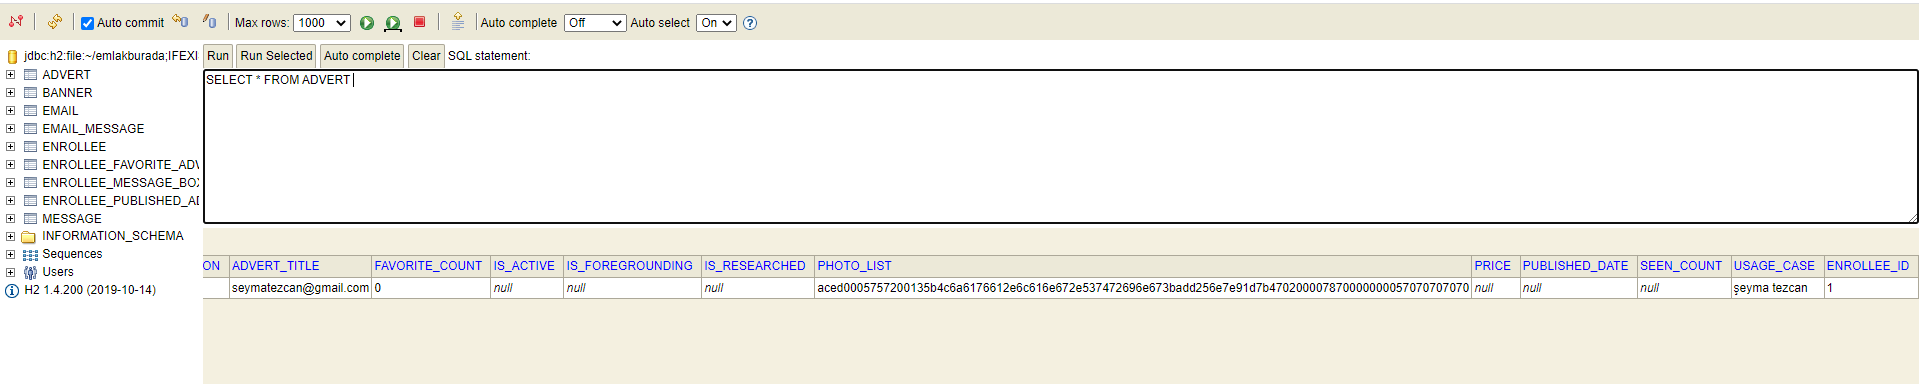 Auto commit Max rows: 1000 Auto complete Off Auto select On
jdbc:h2:file:~/emlakburada;IFEXI
Run Run Selected Auto complete Clear SQL statement:
ADVERT
BANNER
EMAIL
EMAIL_MESSAGE
ENROLLEE
ENROLLEE_FAVORITE_ADV
ENROLLEE_MESSAGE_BOX
ENROLLEE_PUBLISHED_AD
MESSAGE
INFORMATION_SCHEMA
Sequences
Users
H2 1.4.200 (2019-10-14)
SELECT * FROM ADVERT
ON ADVERT_TITLE FAVORITE_COUNT IS_ACTIVE IS_FOREGROUNDING IS_RESEARCHED PHOTO_LIST PRICE PUBLISHED_DATE SEEN_COUNT USAGE_CASE ENROLLEE_ID
seymatezcan@gmail.com 0 null null null aced0005757200135b4c6a6176612e6c616e672e537472696e673badd256e7e91d7b4702000078700000000057070707070 null null null şeyma tezcan 1